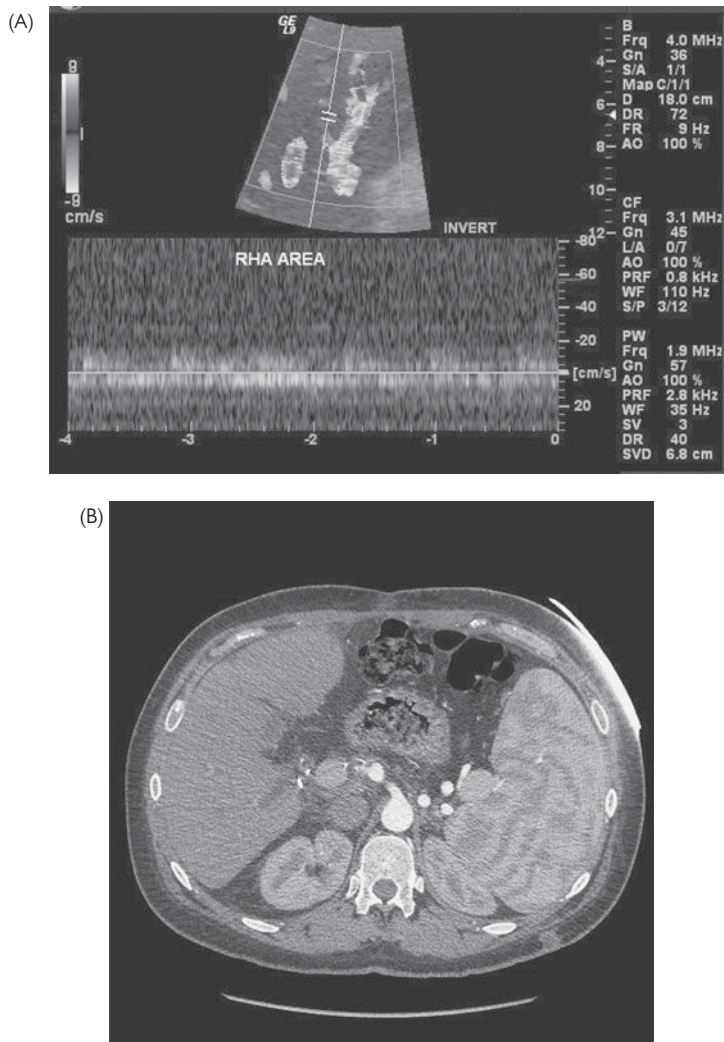 (A)
GE
L9
9
-9
cm/s
4
6
8
10
12
B
Frq 4.0 MHz
Gn 36
S/A 1/1
Map C/1/1
D 18.0 cm
DR 72
FR 9 Hz
AO 100 %
CF
Frq 3.1 MHz
Gn 45
L/A 0/7
AO 100 %
PRF 0.8 kHz
WF 110 Hz
S/P 3/12
PW
Frq 1.9 MHz
Gn 57
AO 100 %
PRF 2.8 kHz
WF 35 Hz
SV 3
DR 40
SVD 6.8 cm
INVERT
RHA AREA
-80
-60
-40
-20
[cm/s]
20
-4 -3 -2 -1 0
(B)